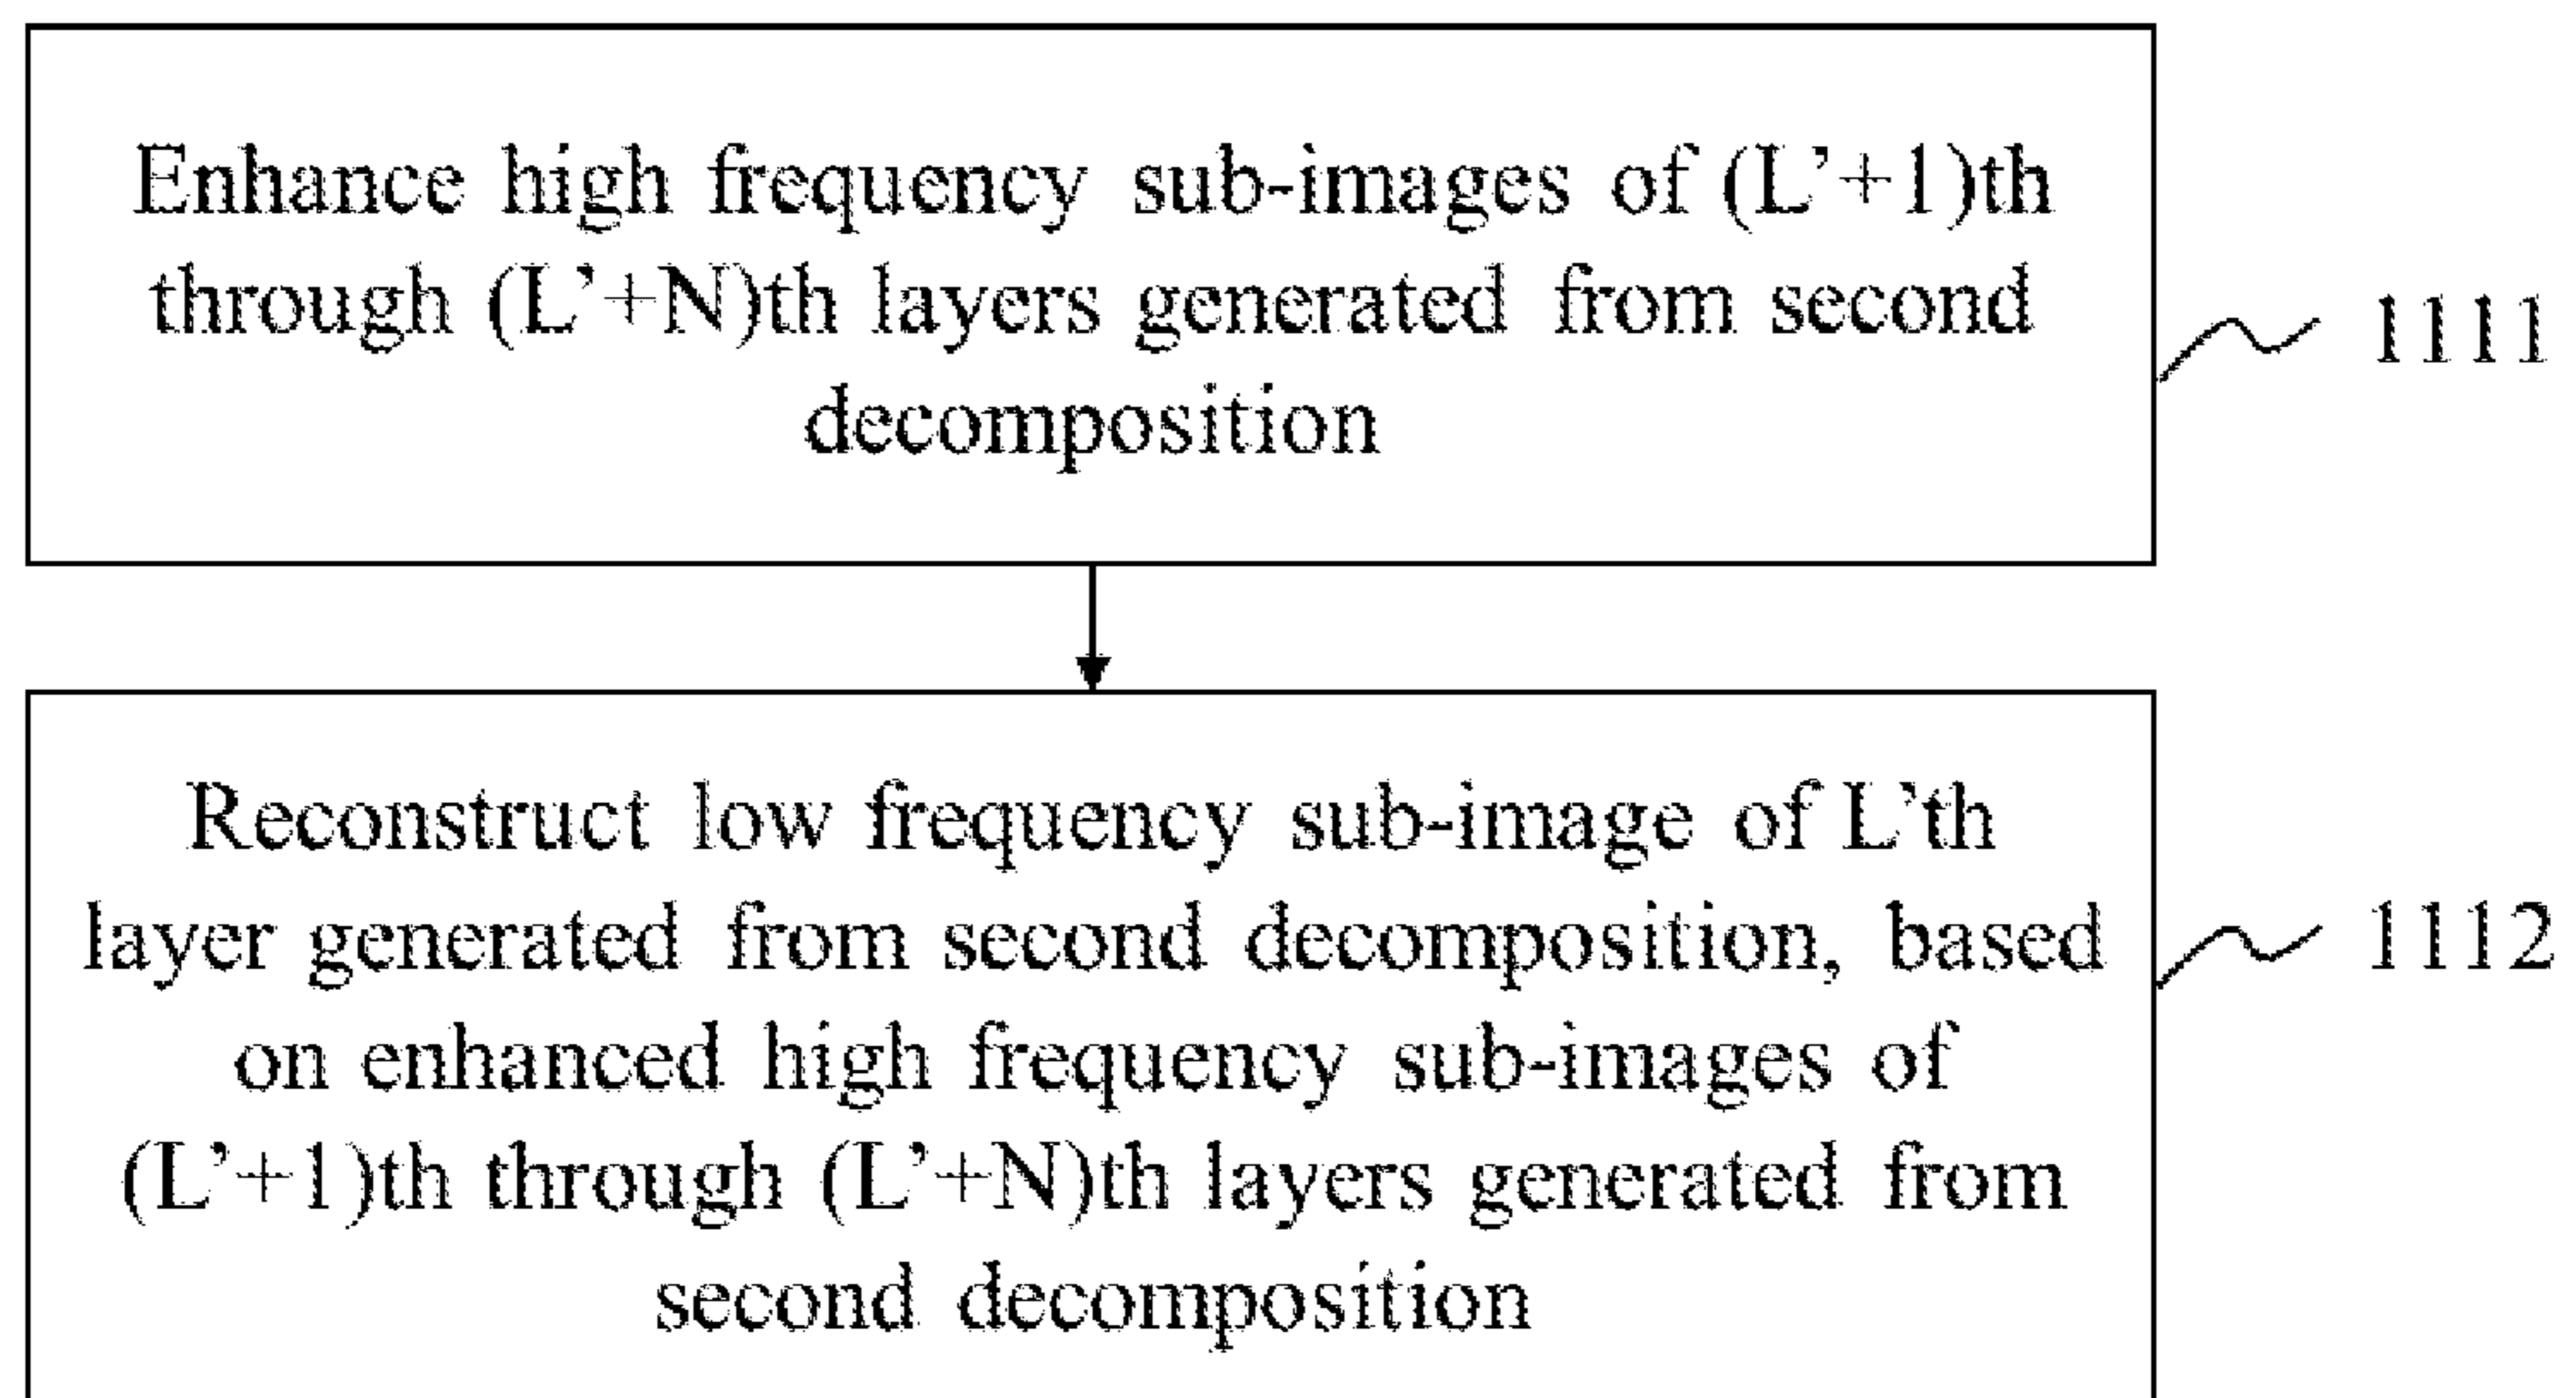 Enhance high frequency sub-images of (L’+1)th
through (L’+N)th layers generated from second
decomposition
1111
Reconstruct low frequency sub-image of L’th
layer generated from second decomposition, based
on enhanced high frequency sub-images of
(L’+1)th through (L’+N)th layers generated from
second decomposition
1112